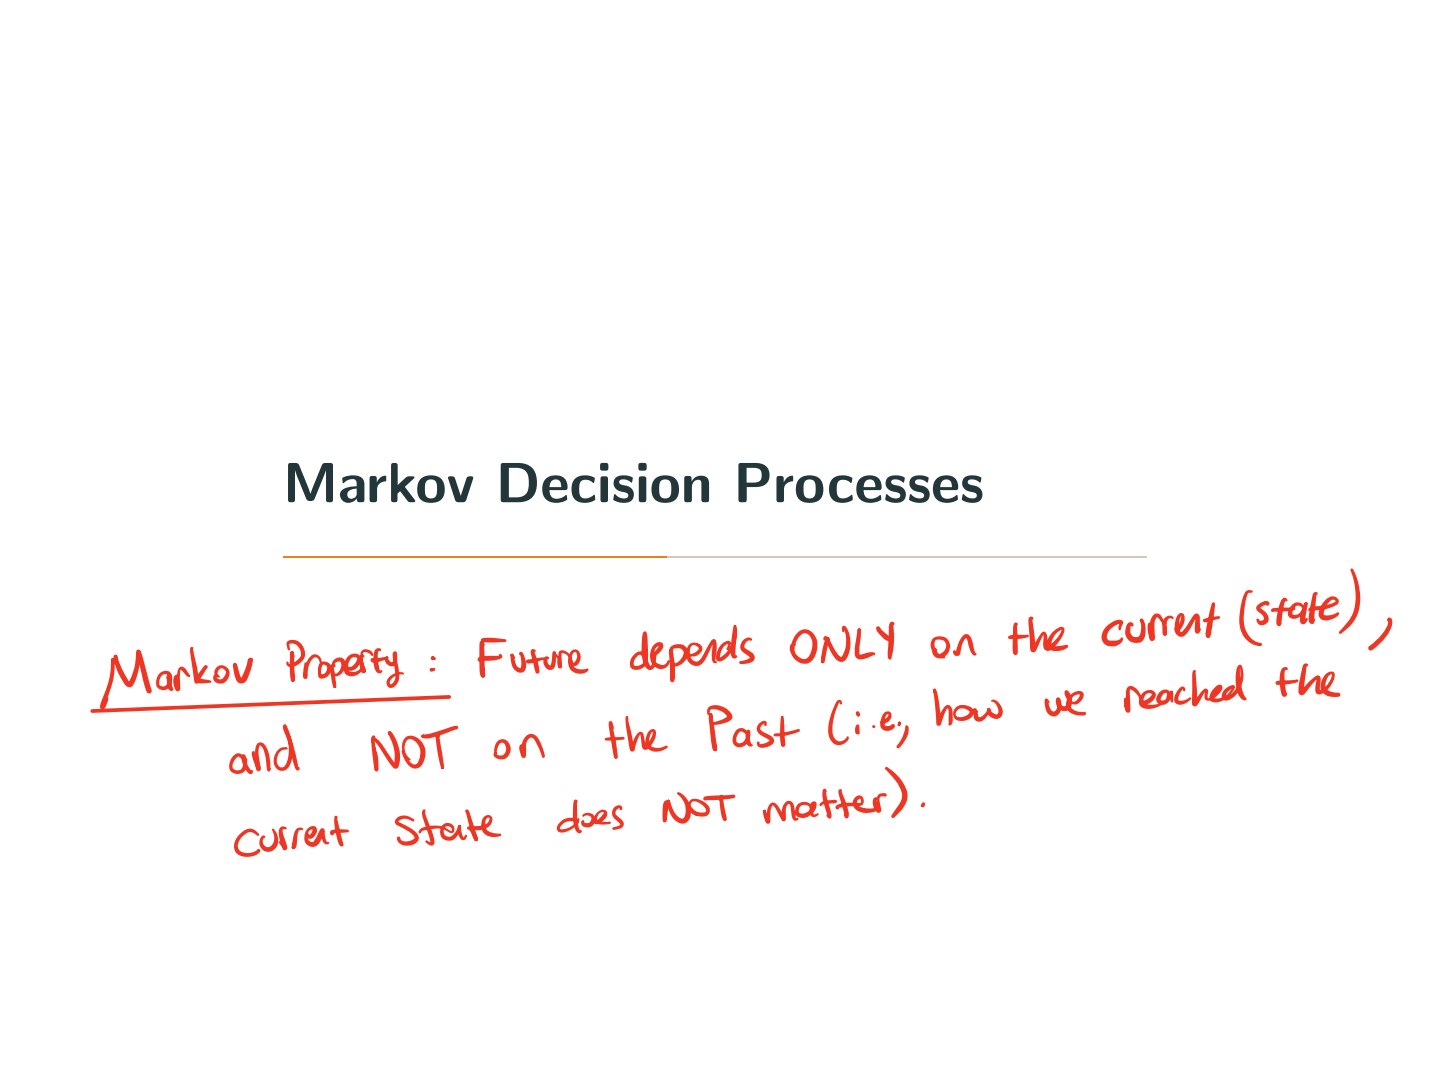 Markov Decision Processes
Markov Property : Future depends ONLY on the current (state),
and NOT on the Past (i.e., how we reached the
current state does NOT matter).